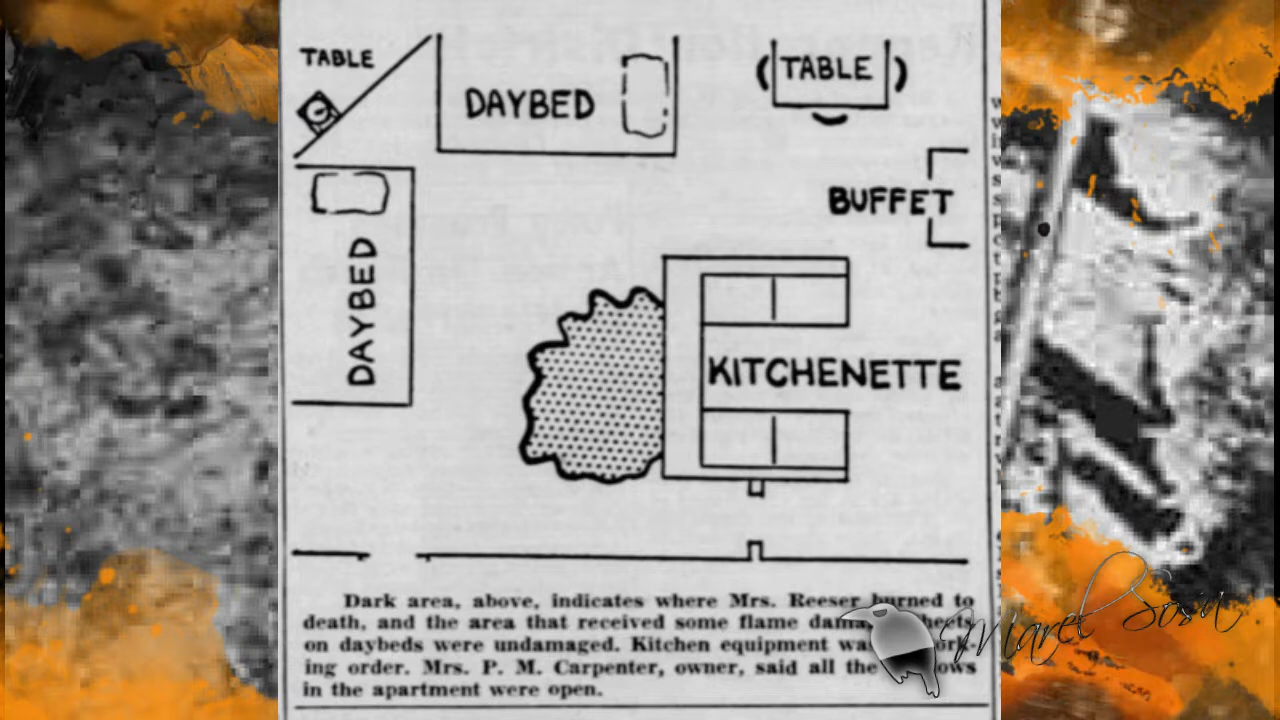 TABLE
DAYBED
TABLE
BUFFET
DAYBED
KITCHENETTE
Dark area, above, indicates where Mrs. Reeser burned to
death, and the area that received some flame
on daybeds were undamaged. Kitchen equipment
ing order. Mrs. P. M. Carpenter, owner, said all the
in the apartment were open.
Marel Sosin